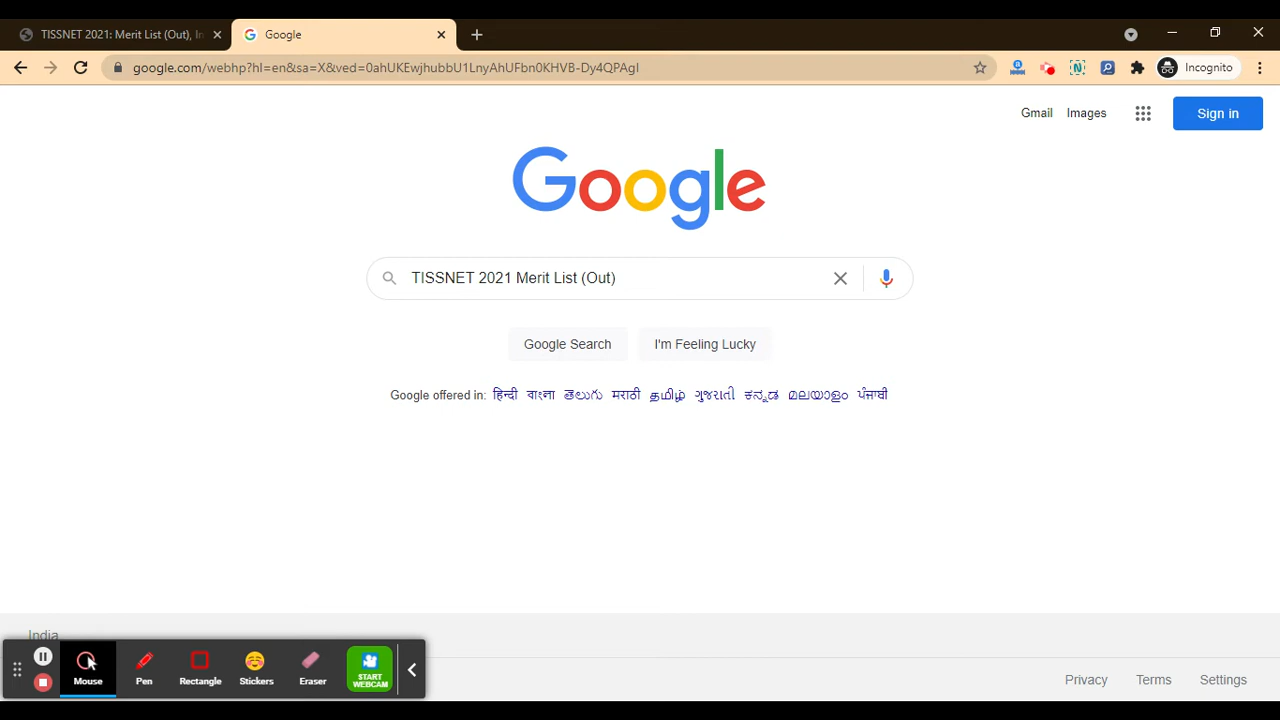 TISSNET 2021: Merit List (Out), In
Google
google.com/webhp?hl=en&sa=X&ved=0ahUKEwjhubbU1LnyAhUFbn0KHVB-Dy4QPAgI
Incognito
Gmail Images Sign in
Google
TISSNET 2021 Merit List (Out)
Google Search I'm Feeling Lucky
Google offered in: हिन्दी বাংলা తెలుగు मराठी தமிழ் ગુજરાતી ಕನ್ನಡ മലയാളം ਪੰਜਾਬੀ
India
Mouse Pen Rectangle Stickers Eraser START WEBCAM
Privacy Terms Settings